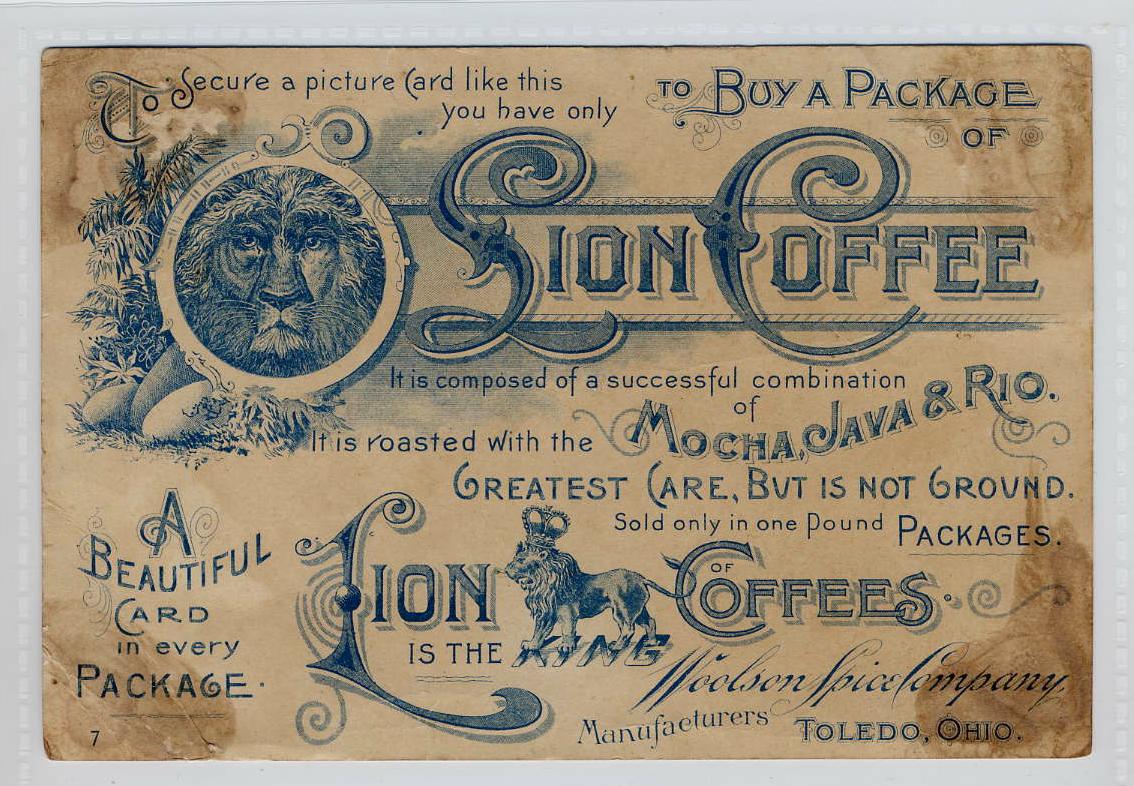 To Secure a picture Card like this
you have only
TO BUY A PACKAGE
OF
LION COFFEE
It is composed of a successful combination
of
MOCHA, JAVA & RIO.
It is roasted with the
GREATEST CARE, BUT IS NOT GROUND.
Sold only in one pound PACKAGES.
A
BEAUTIFUL
CARD
in every
PACKAGE.
LION
IS THE KING
OF
COFFEES.
Woolson Spice Company,
Manufacturers TOLEDO, OHIO.
7